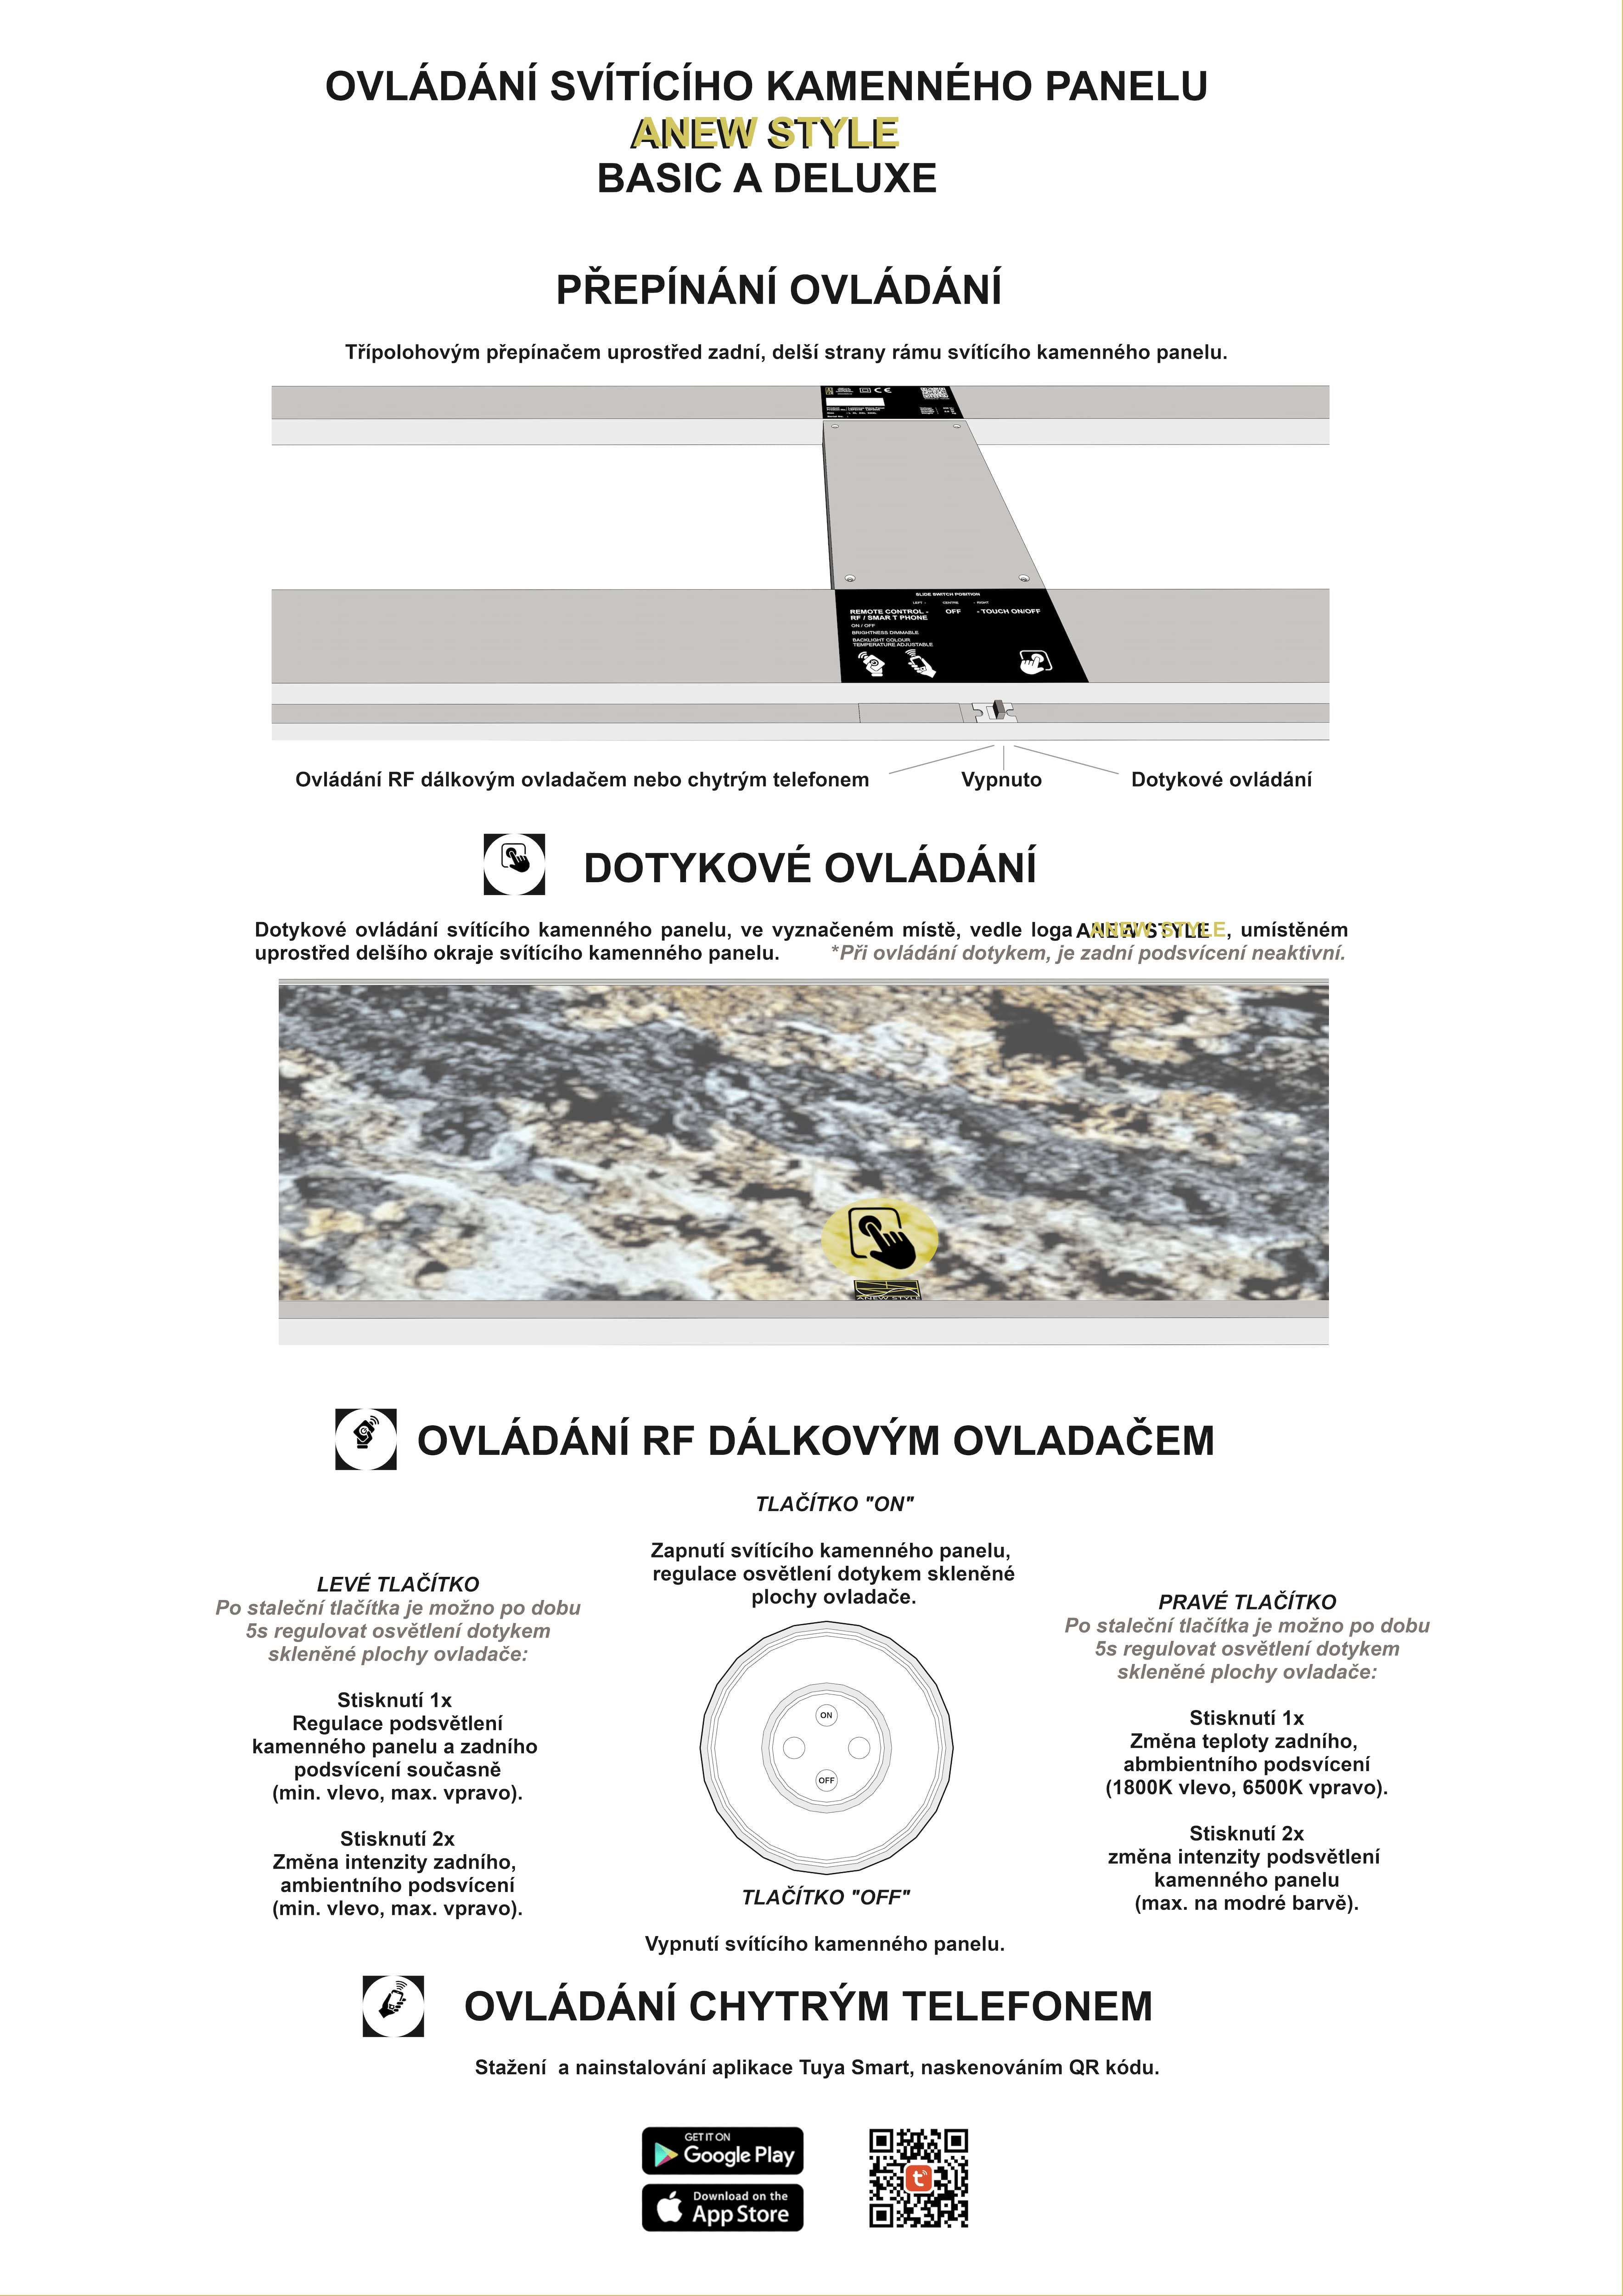 OVLÁDÁNÍ SVÍTÍCÍHO KAMENNÉHO PANELU
ANEW STYLE
BASIC A DELUXE
PŘEPÍNÁNÍ OVLÁDÁNÍ
Třípolohovým přepínačem uprostřed zadní, delší strany rámu svítícího kamenného panelu.
SLIDE SWITCH POSITION
LEFT - CENTRE - RIGHT
REMOTE CONTROL - OFF - TOUCH ON/OFF
RF / SMAR T PHONE
ON / OFF
BRIGHTNESS DIMMABLE
BACKLIGHT COLOUR
TEMPERATURE ADJUSTABLE
Ovládání RF dálkovým ovladačem nebo chytrým telefonem
Vypnuto
Dotykové ovládání
DOTYKOVÉ OVLÁDÁNÍ
Dotykové ovládání svítícího kamenného panelu, ve vyznačeném místě, vedle loga ANEW STYLE, umístěném
uprostřed delšího okraje svítícího kamenného panelu. *Při ovládání dotykem, je zadní podsvícení neaktivní.
ANEW STYLE
OVLÁDÁNÍ RF DÁLKOVÝM OVLADAČEM
TLAČÍTKO "ON"
Zapnutí svítícího kamenného panelu,
regulace osvětlení dotykem skleněné
plochy ovladače.
LEVÉ TLAČÍTKO
Po staleční tlačítka je možno po dobu
5s regulovat osvětlení dotykem
skleněné plochy ovladače:
Stisknutí 1x
Regulace podsvětlení
kamenného panelu a zadního
podsvícení současně
(min. vlevo, max. vpravo).
Stisknutí 2x
Změna intenzity zadního,
ambientního podsvícení
(min. vlevo, max. vpravo).
ON
OFF
PRAVÉ TLAČÍTKO
Po staleční tlačítka je možno po dobu
5s regulovat osvětlení dotykem
skleněné plochy ovladače:
Stisknutí 1x
Změna teploty zadního,
abmbientního podsvícení
(1800K vlevo, 6500K vpravo).
Stisknutí 2x
změna intenzity podsvětlení
kamenného panelu
(max. na modré barvě).
TLAČÍTKO "OFF"
Vypnutí svítícího kamenného panelu.
OVLÁDÁNÍ CHYTRÝM TELEFONEM
Stažení a nainstalování aplikace Tuya Smart, naskenováním QR kódu.
GET IT ON
Google Play
Download on the
App Store